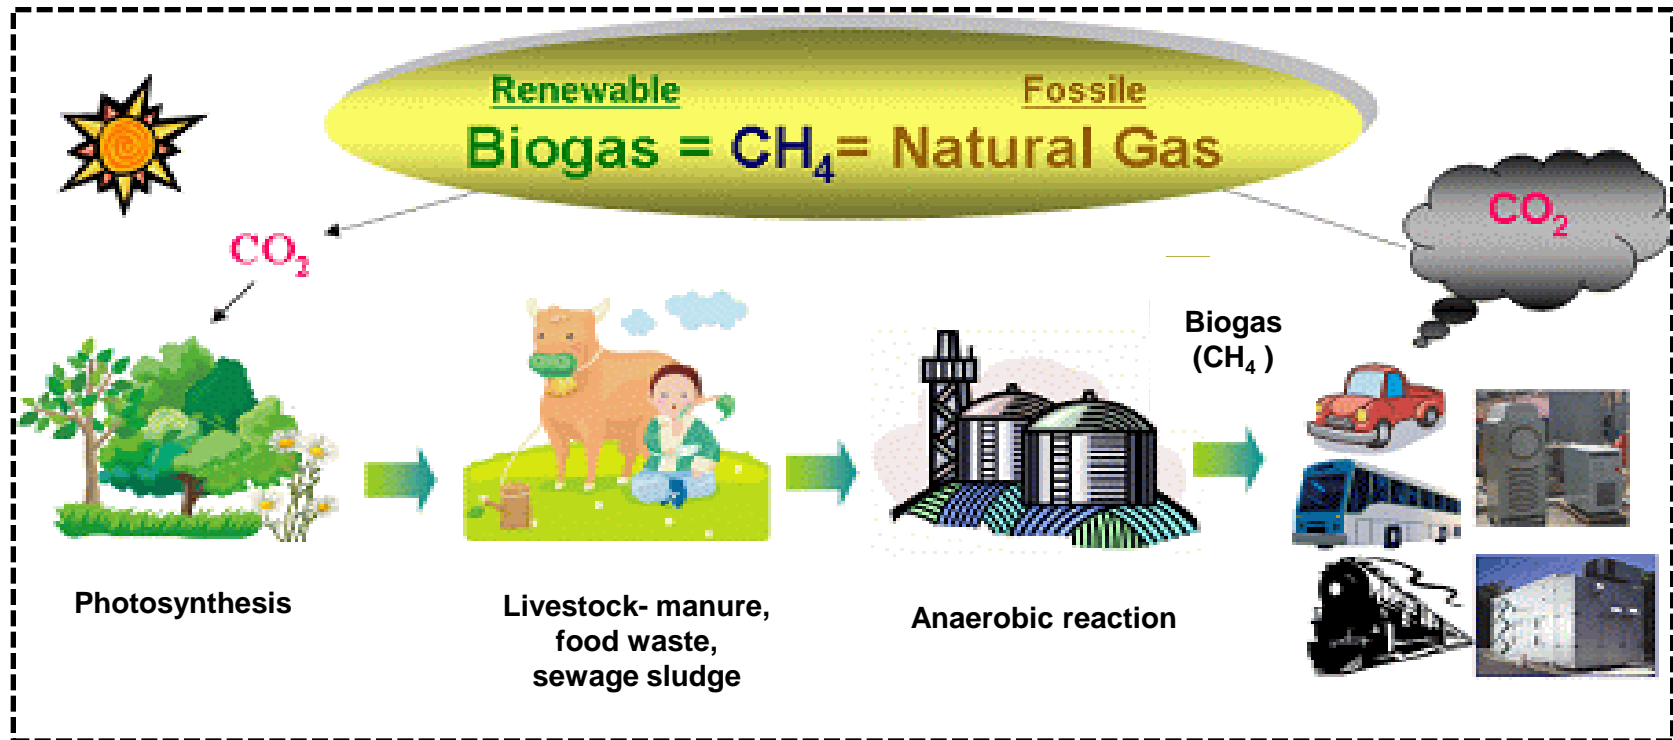 Renewable Fossile
Biogas = CH₄= Natural Gas
CO₂
CO₂
Biogas
(CH₄ )
Photosynthesis
Livestock- manure,
food waste,
sewage sludge
Anaerobic reaction